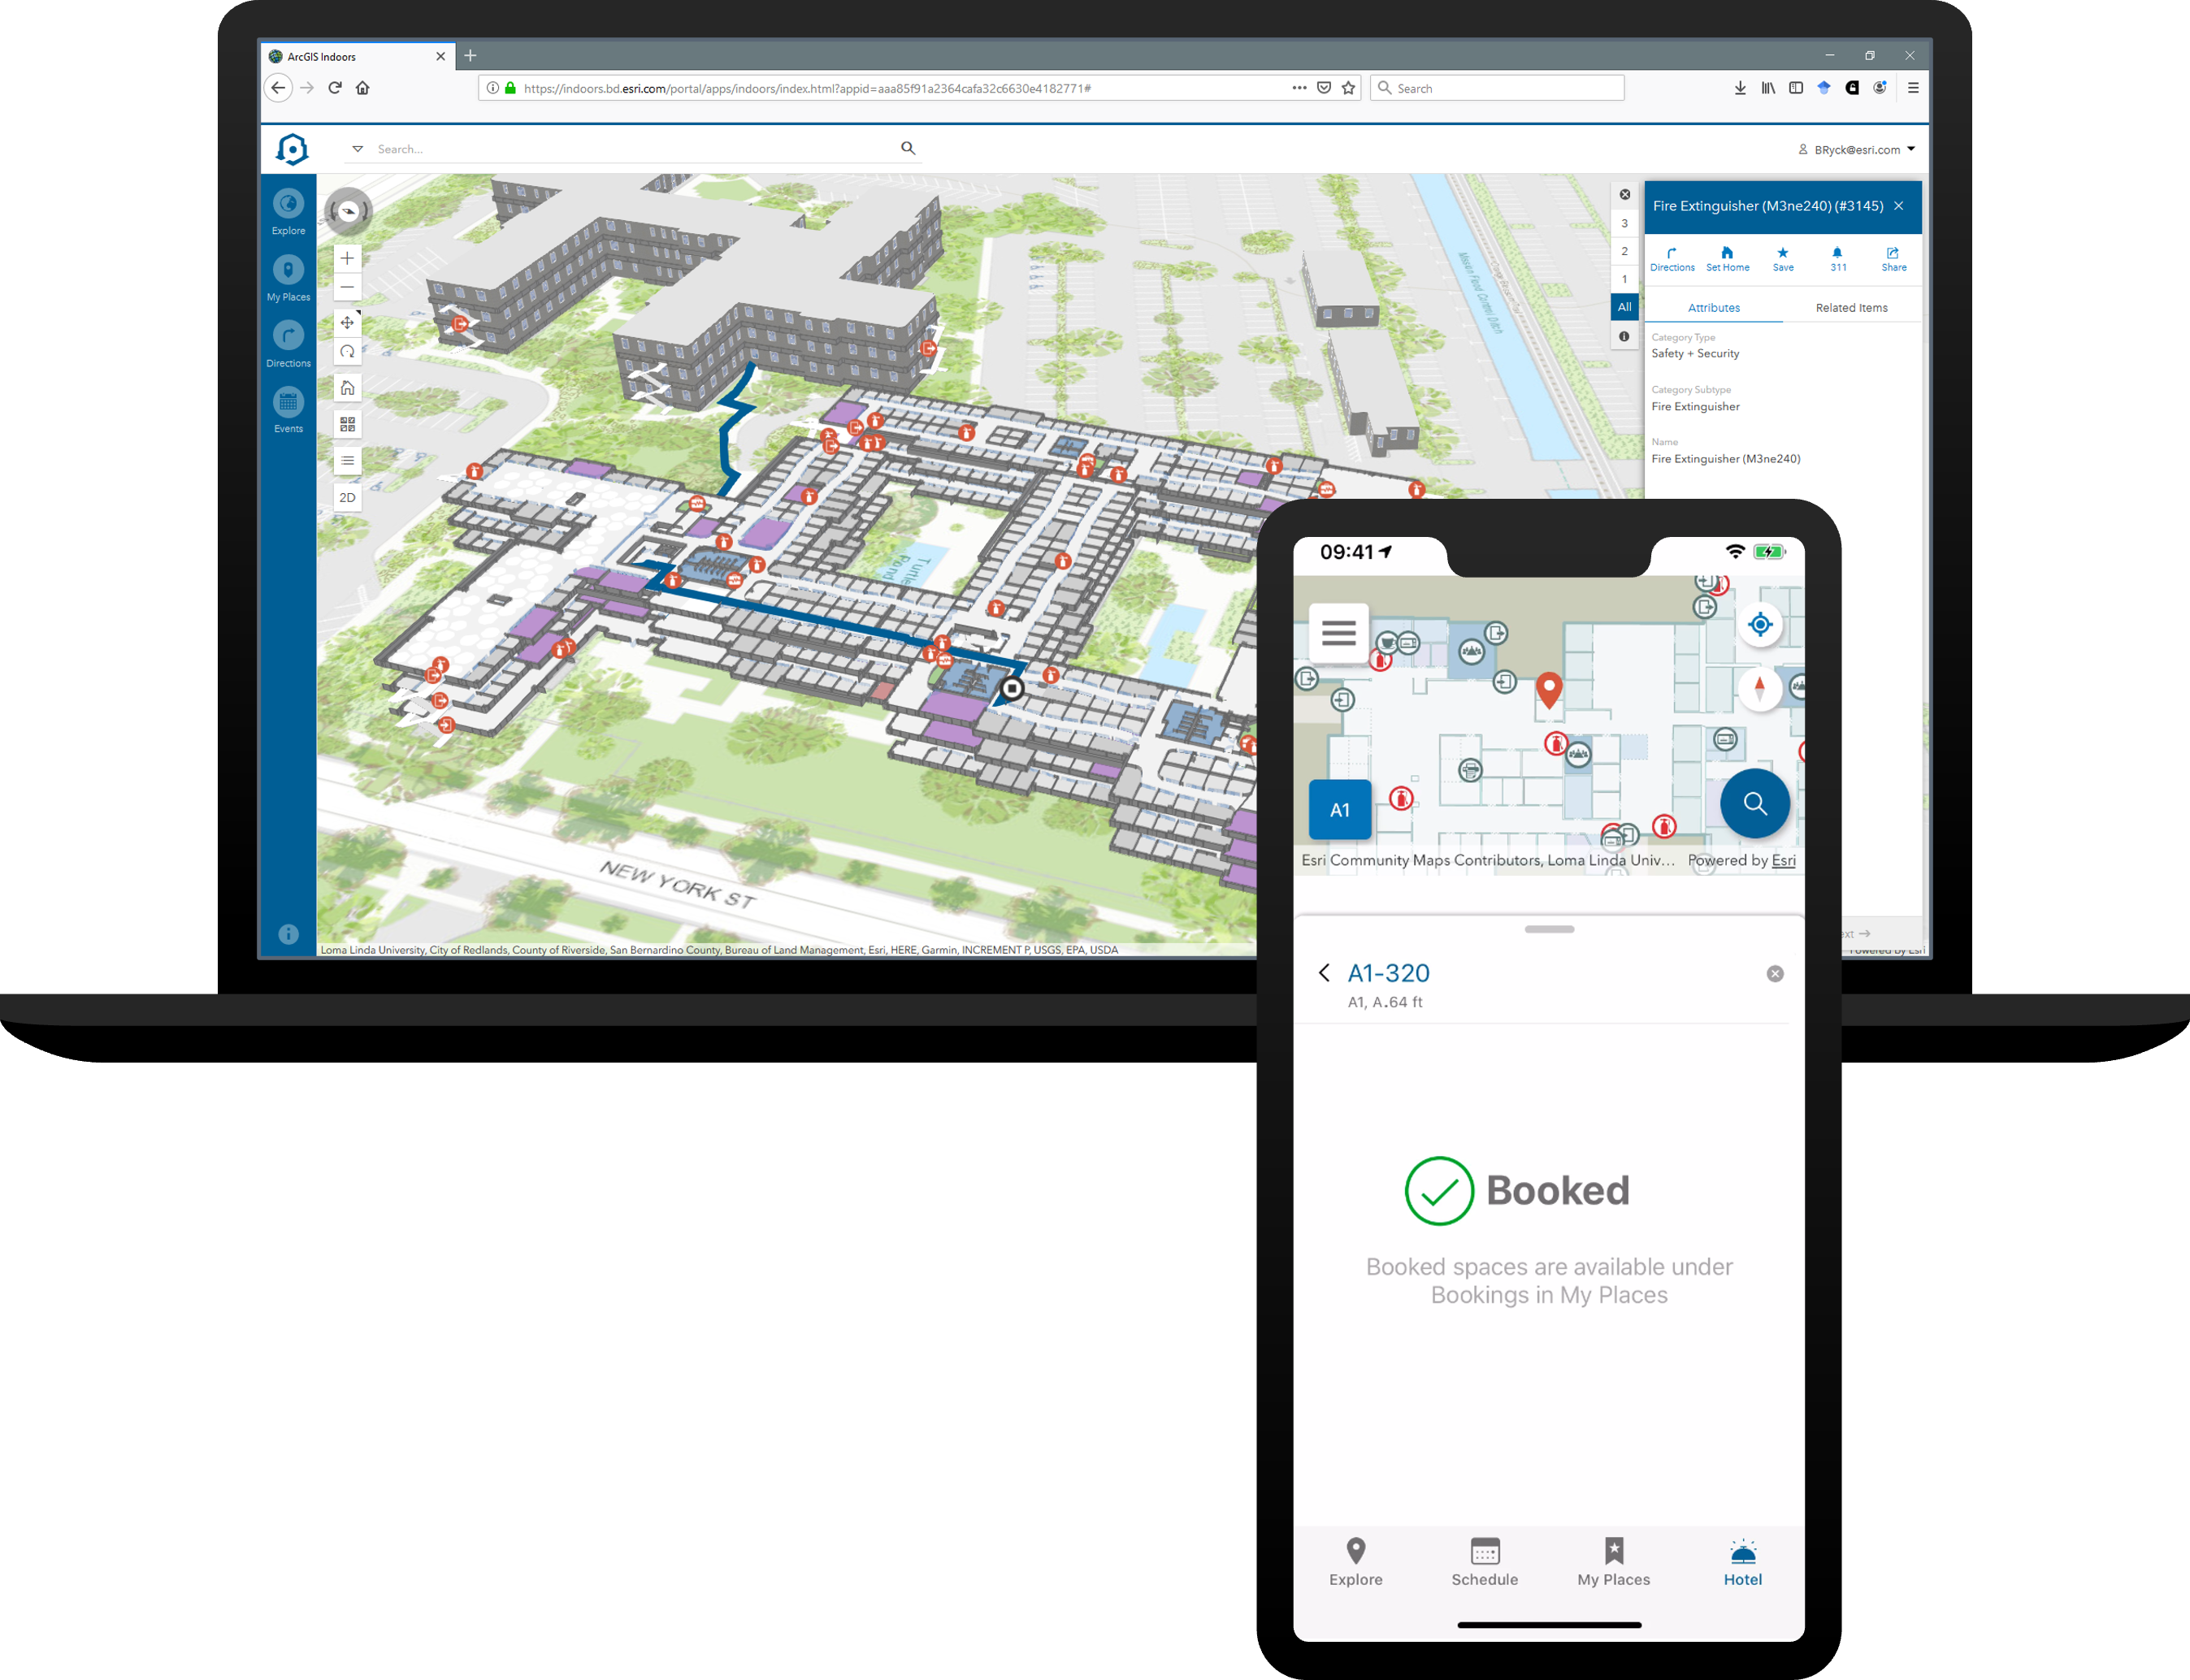 ArcGIS Indoors
https://indoors.bd.esri.com/portal/apps/indoors/index.html?appid=aaa85f91a2364cafa32c6630e4182771#
Search
Search...
BRyck@esri.com
Explore
My Places
Directions
Events
2D
3
2
1
All
Fire Extinguisher (M3ne240) (#3145)
Directions Set Home Save 311 Share
Attributes Related Items
Category Type
Safety + Security
Category Subtype
Fire Extinguisher
Name
Fire Extinguisher (M3ne240)
Turtle
Pond
NEW YORK ST
Loma Linda University, City of Redlands, County of Riverside, San Bernardino County, Bureau of Land Management, Esri, HERE, Garmin, INCREMENT P, USGS, EPA, USDA
Powered by Esri
09:41
A1
Esri Community Maps Contributors, Loma Linda Univ... Powered by Esri
A1-320
A1, A.64 ft
Booked
Booked spaces are available under
Bookings in My Places
Explore Schedule My Places Hotel